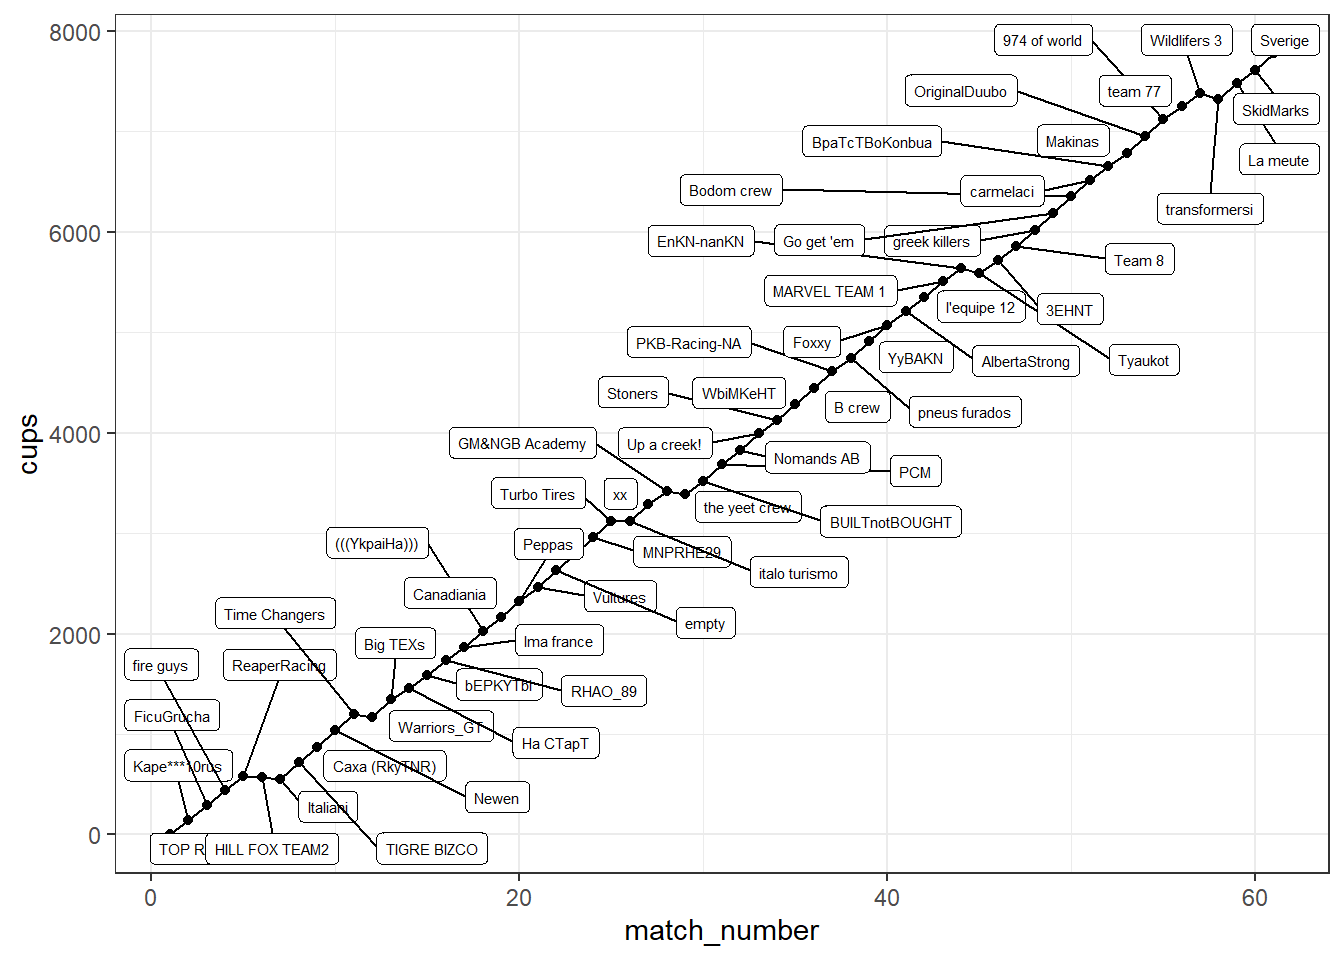 8000
6000
4000
2000
0
cups
974 of world
Wildlifers 3
Sverige
OriginalDuubo
team 77
SkidMarks
BpaTcTBoKonbua
Makinas
La meute
Bodom crew
carmelaci
transformersi
EnKN-nanKN
Go get 'em
greek killers
Team 8
MARVEL TEAM 1
l'equipe 12
3EHNT
PKB-Racing-NA
Foxxy
YyBAKN
AlbertaStrong
Tyaukot
Stoners
WbiMKeHT
B crew
pneus furados
GM&NGB Academy
Up a creek!
Nomands AB
PCM
Turbo Tires
xx
the yeet crew
BUILTnotBOUGHT
(((YkpaiHa)))
Peppas
MNPRHE29
italo turismo
Canadiania
Vultures
empty
Time Changers
Big TEXs
Ima france
fire guys
ReaperRacing
bEPKYTbI
RHAO_89
FicuGrucha
Warriors_GT
Ha CTapT
Kape***10rus
Caxa (RkyTNR)
Newen
Italiani
TOP R
HILL FOX TEAM2
TIGRE BIZCO
0
20
40
60
match_number